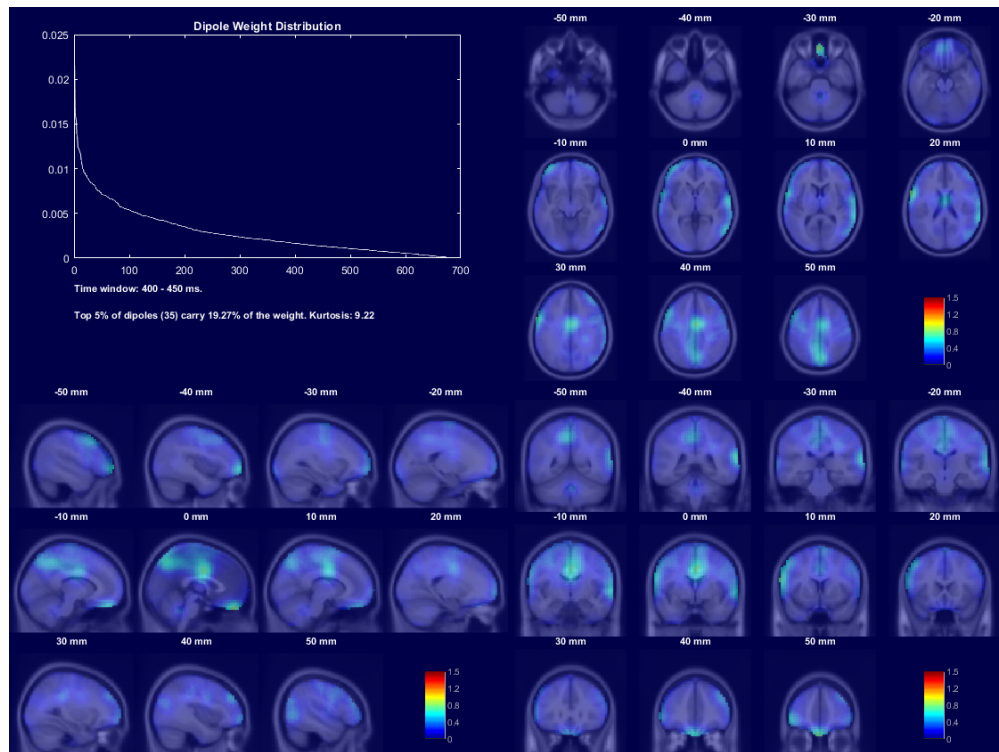 Dipole Weight Distribution
0.025
0.02
0.015
0.01
0.005
0
0 100 200 300 400 500 600 700
Time window: 400 - 450 ms.
Top 5% of dipoles (35) carry 19.27% of the weight. Kurtosis: 9.22
-50 mm -40 mm -30 mm -20 mm
-10 mm 0 mm 10 mm 20 mm
30 mm 40 mm 50 mm
1.5
1.2
0.8
0.4
0
-50 mm -40 mm -30 mm -20 mm
-10 mm 0 mm 10 mm 20 mm
30 mm 40 mm 50 mm
1.5
1.2
0.8
0.4
0
-50 mm -40 mm -30 mm -20 mm
-10 mm 0 mm 10 mm 20 mm
30 mm 40 mm 50 mm
1.5
1.2
0.8
0.4
0